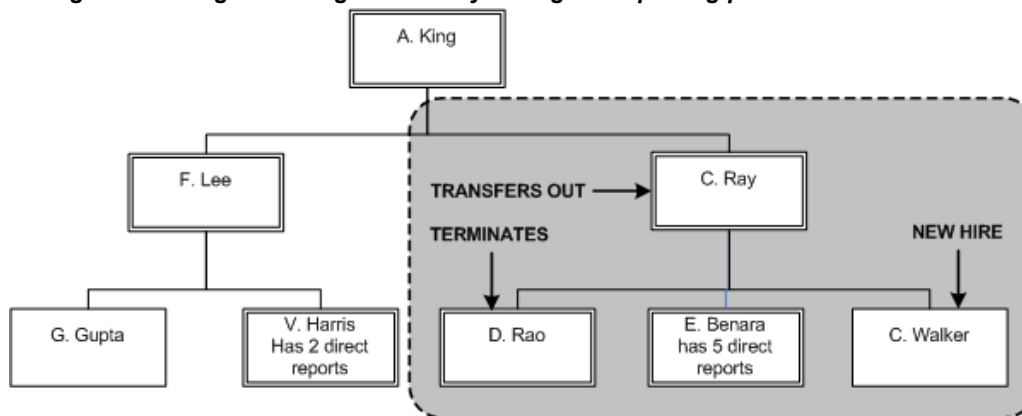 A. King
F. Lee
C. Ray
TRANSFERS OUT
TERMINATES
NEW HIRE
G. Gupta
V. Harris
Has 2 direct
reports
D. Rao
E. Benara
has 5 direct
reports
C. Walker